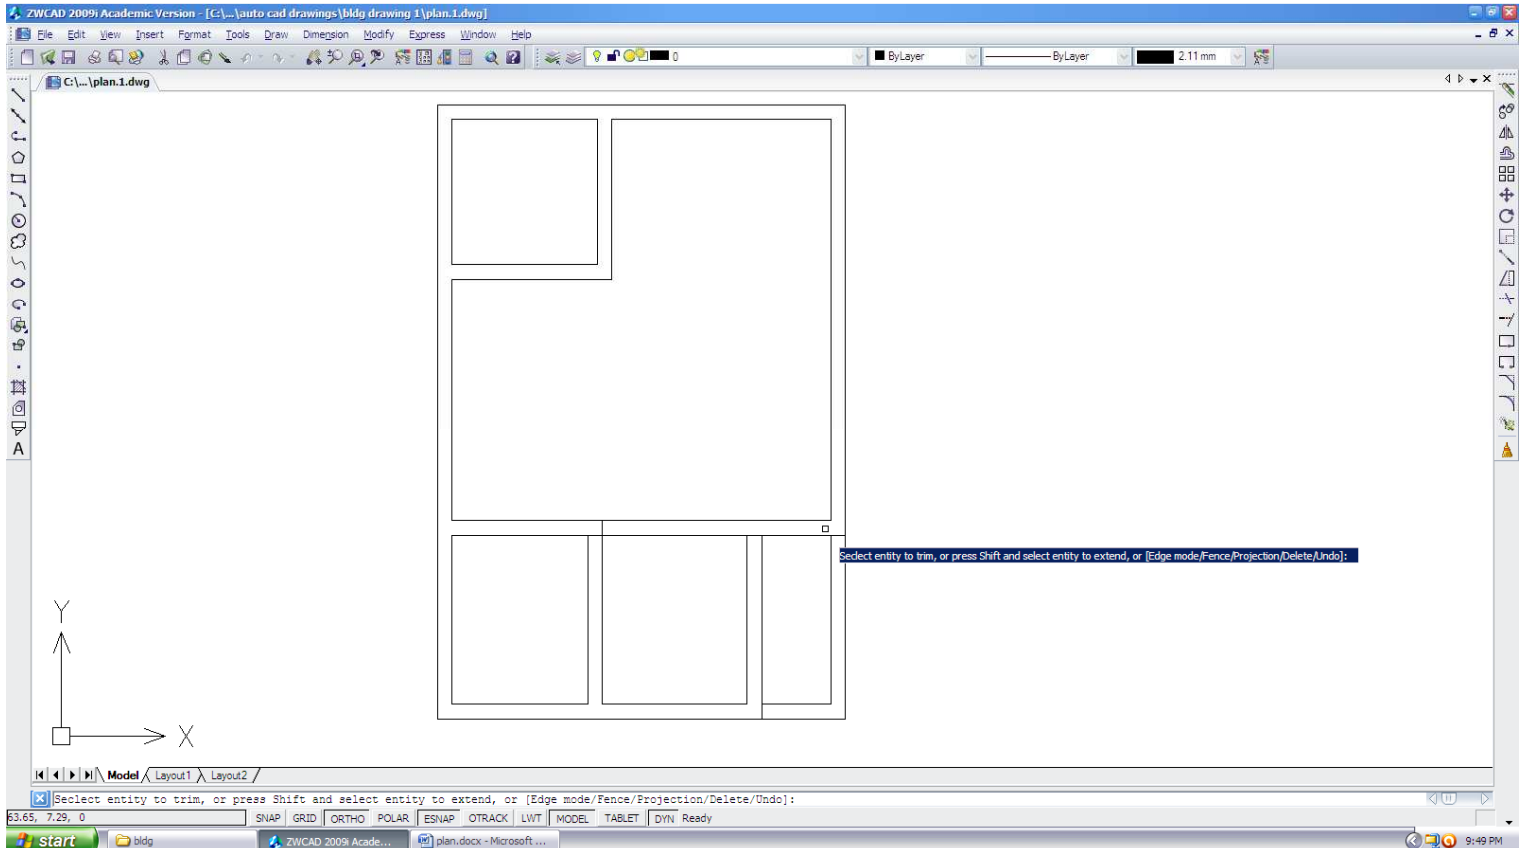 ZWCAD 2009i Academic Version - [C:\...\auto cad drawings\bldg drawing 1\plan.1.dwg]
File Edit View Insert Format Tools Draw Dimension Modify Express Window Help
0 ByLayer ByLayer 2.11 mm
C:\...\plan.1.dwg
A
Seclect entity to trim, or press Shift and select entity to extend, or [Edge mode/Fence/Projection/Delete/Undo]:
Y
X
Model Layout1 Layout2
Seclect entity to trim, or press Shift and select entity to extend, or [Edge mode/Fence/Projection/Delete/Undo]:
63.65, 7.29, 0 SNAP GRID ORTHO POLAR ESNAP OTRACK LWT MODEL TABLET DYN Ready
start bldg ZWCAD 2009i Acade... plan.docx - Microsoft ... 9:49 PM